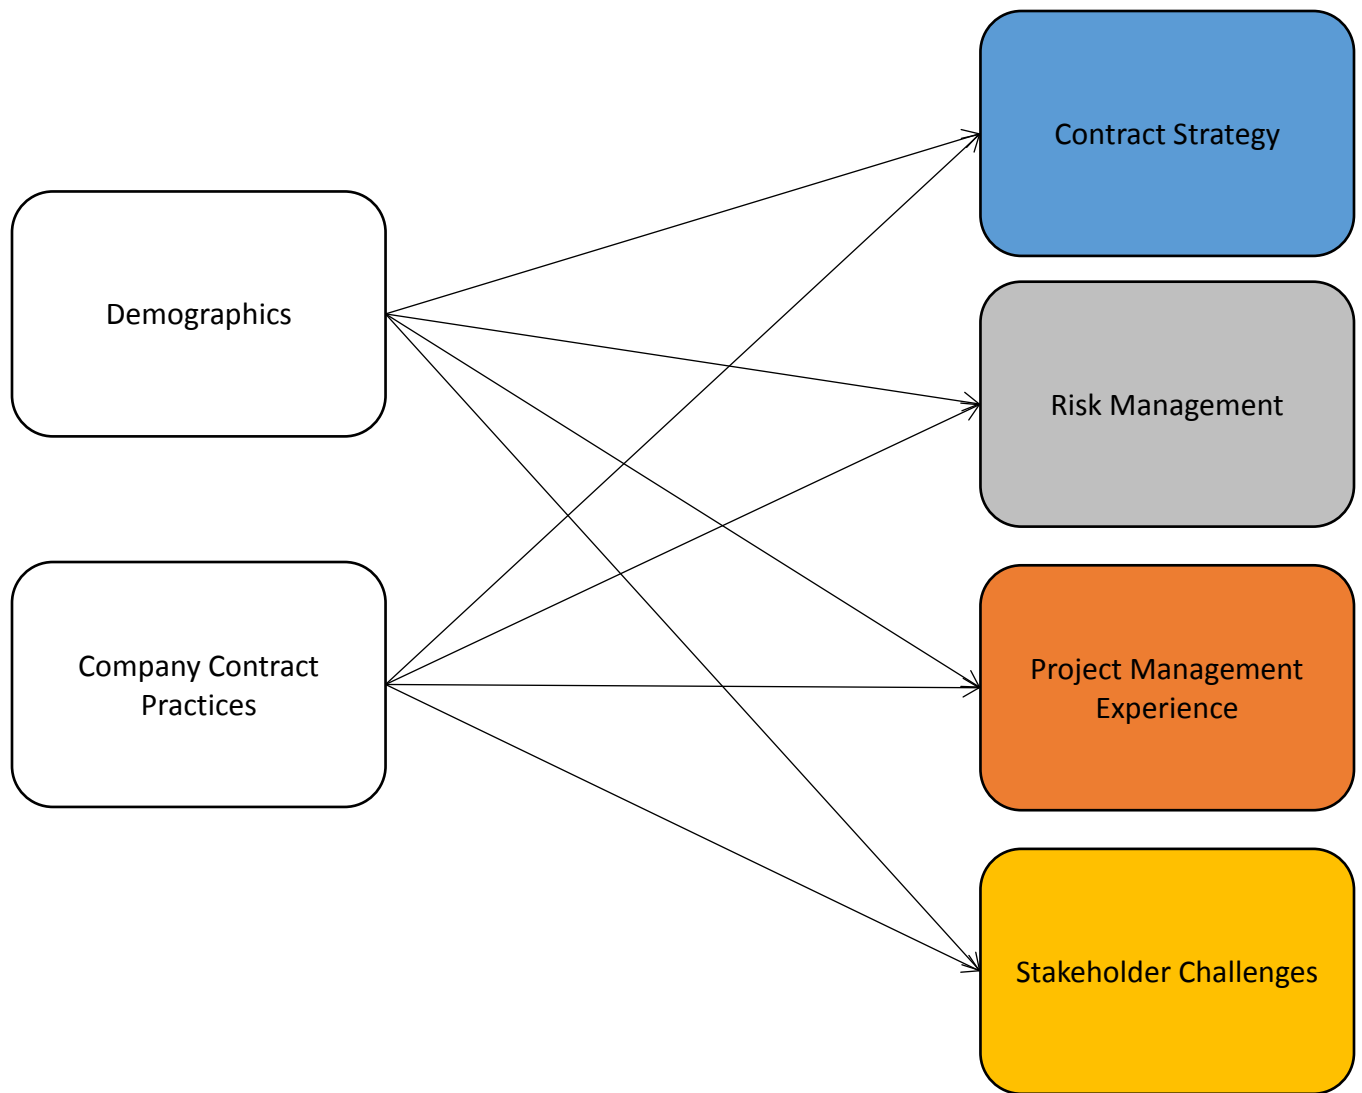 Demographics
Company Contract
Practices
Contract Strategy
Risk Management
Project Management
Experience
Stakeholder Challenges